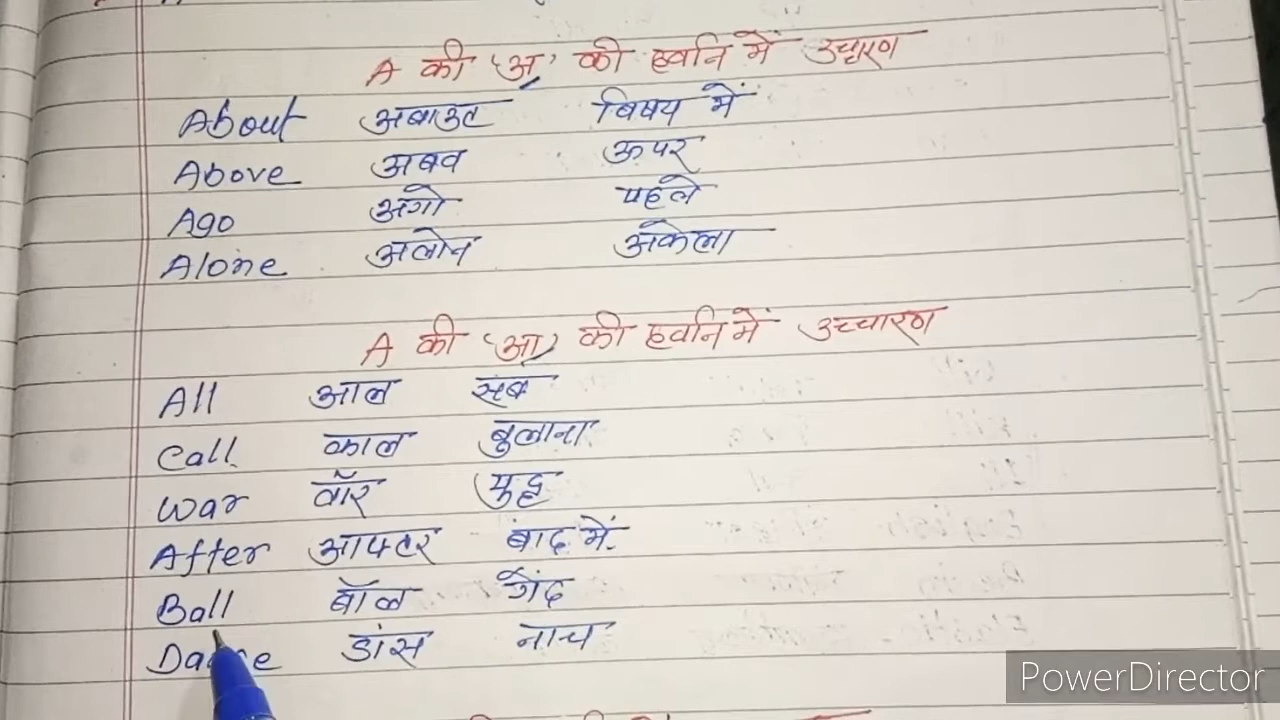 A की 'अ' की ध्वनि में उच्चारण
About अबाउट विषय में
Above अबव ऊपर
Ago अगो पहले
Alone अलोन अकेला
A की 'आ' की ध्वनि में उच्चारण
All आल सब
Call काल बुलाना
War वॉर युद्ध
After आफ्टर बाद में
Ball बॉल गेंद
Dance डांस नाच
PowerDirector